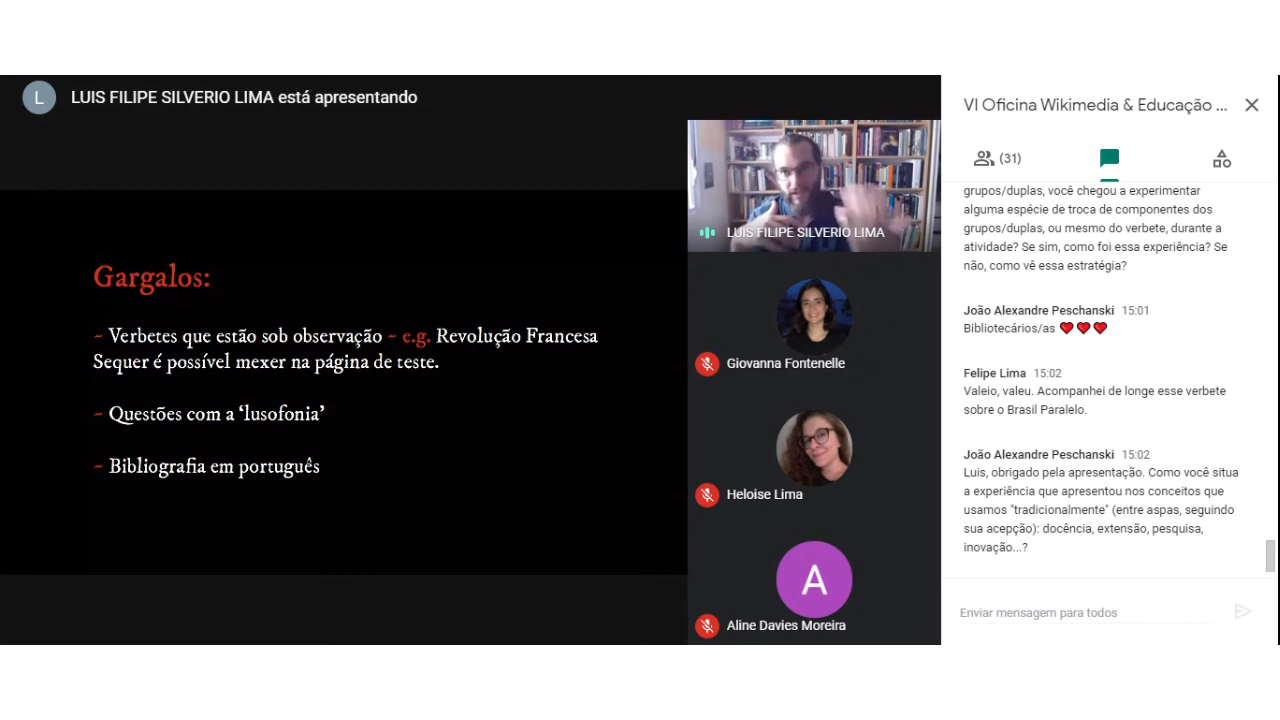 L
LUIS FILIPE SILVERIO LIMA está apresentando
Gargalos:
~ Verbetes que estão sob observação ~ e.g. Revolução Francesa
Sequer é possível mexer na página de teste.
~ Questões com a ‘lusofonia’
~ Bibliografia em português
LUIS FILIPE SILVERIO LIMA
Giovanna Fontenelle
Heloise Lima
A
Aline Davies Moreira
VI Oficina Wikimedia & Educação ...
(31)
grupos/duplas, você chegou a experimentar
alguma espécie de troca de componentes dos
grupos/duplas, ou mesmo do verbete, durante a
atividade? Se sim, como foi essa experiência? Se
não, como vê essa estratégia?
João Alexandre Peschanski 15:01
Bibliotecários/as ❤️❤️❤️
Felipe Lima 15:02
Valeio, valeu. Acompanhei de longe esse verbete
sobre o Brasil Paralelo.
João Alexandre Peschanski 15:02
Luis, obrigado pela apresentação. Como você situa
a experiência que apresentou nos conceitos que
usamos "tradicionalmente" (entre aspas, seguindo
sua acepção): docência, extensão, pesquisa,
inovação...?
Enviar mensagem para todos